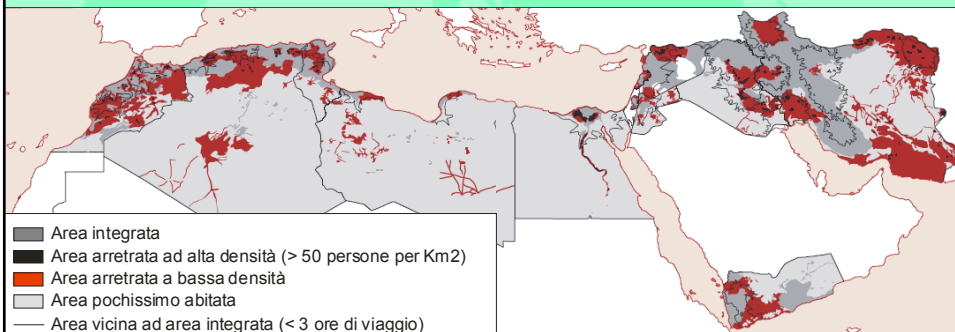 Area integrata
Area arretrata ad alta densità (> 50 persone per Km2)
Area arretrata a bassa densità
Area pochissimo abitata
Area vicina ad area integrata (< 3 ore di viaggio)